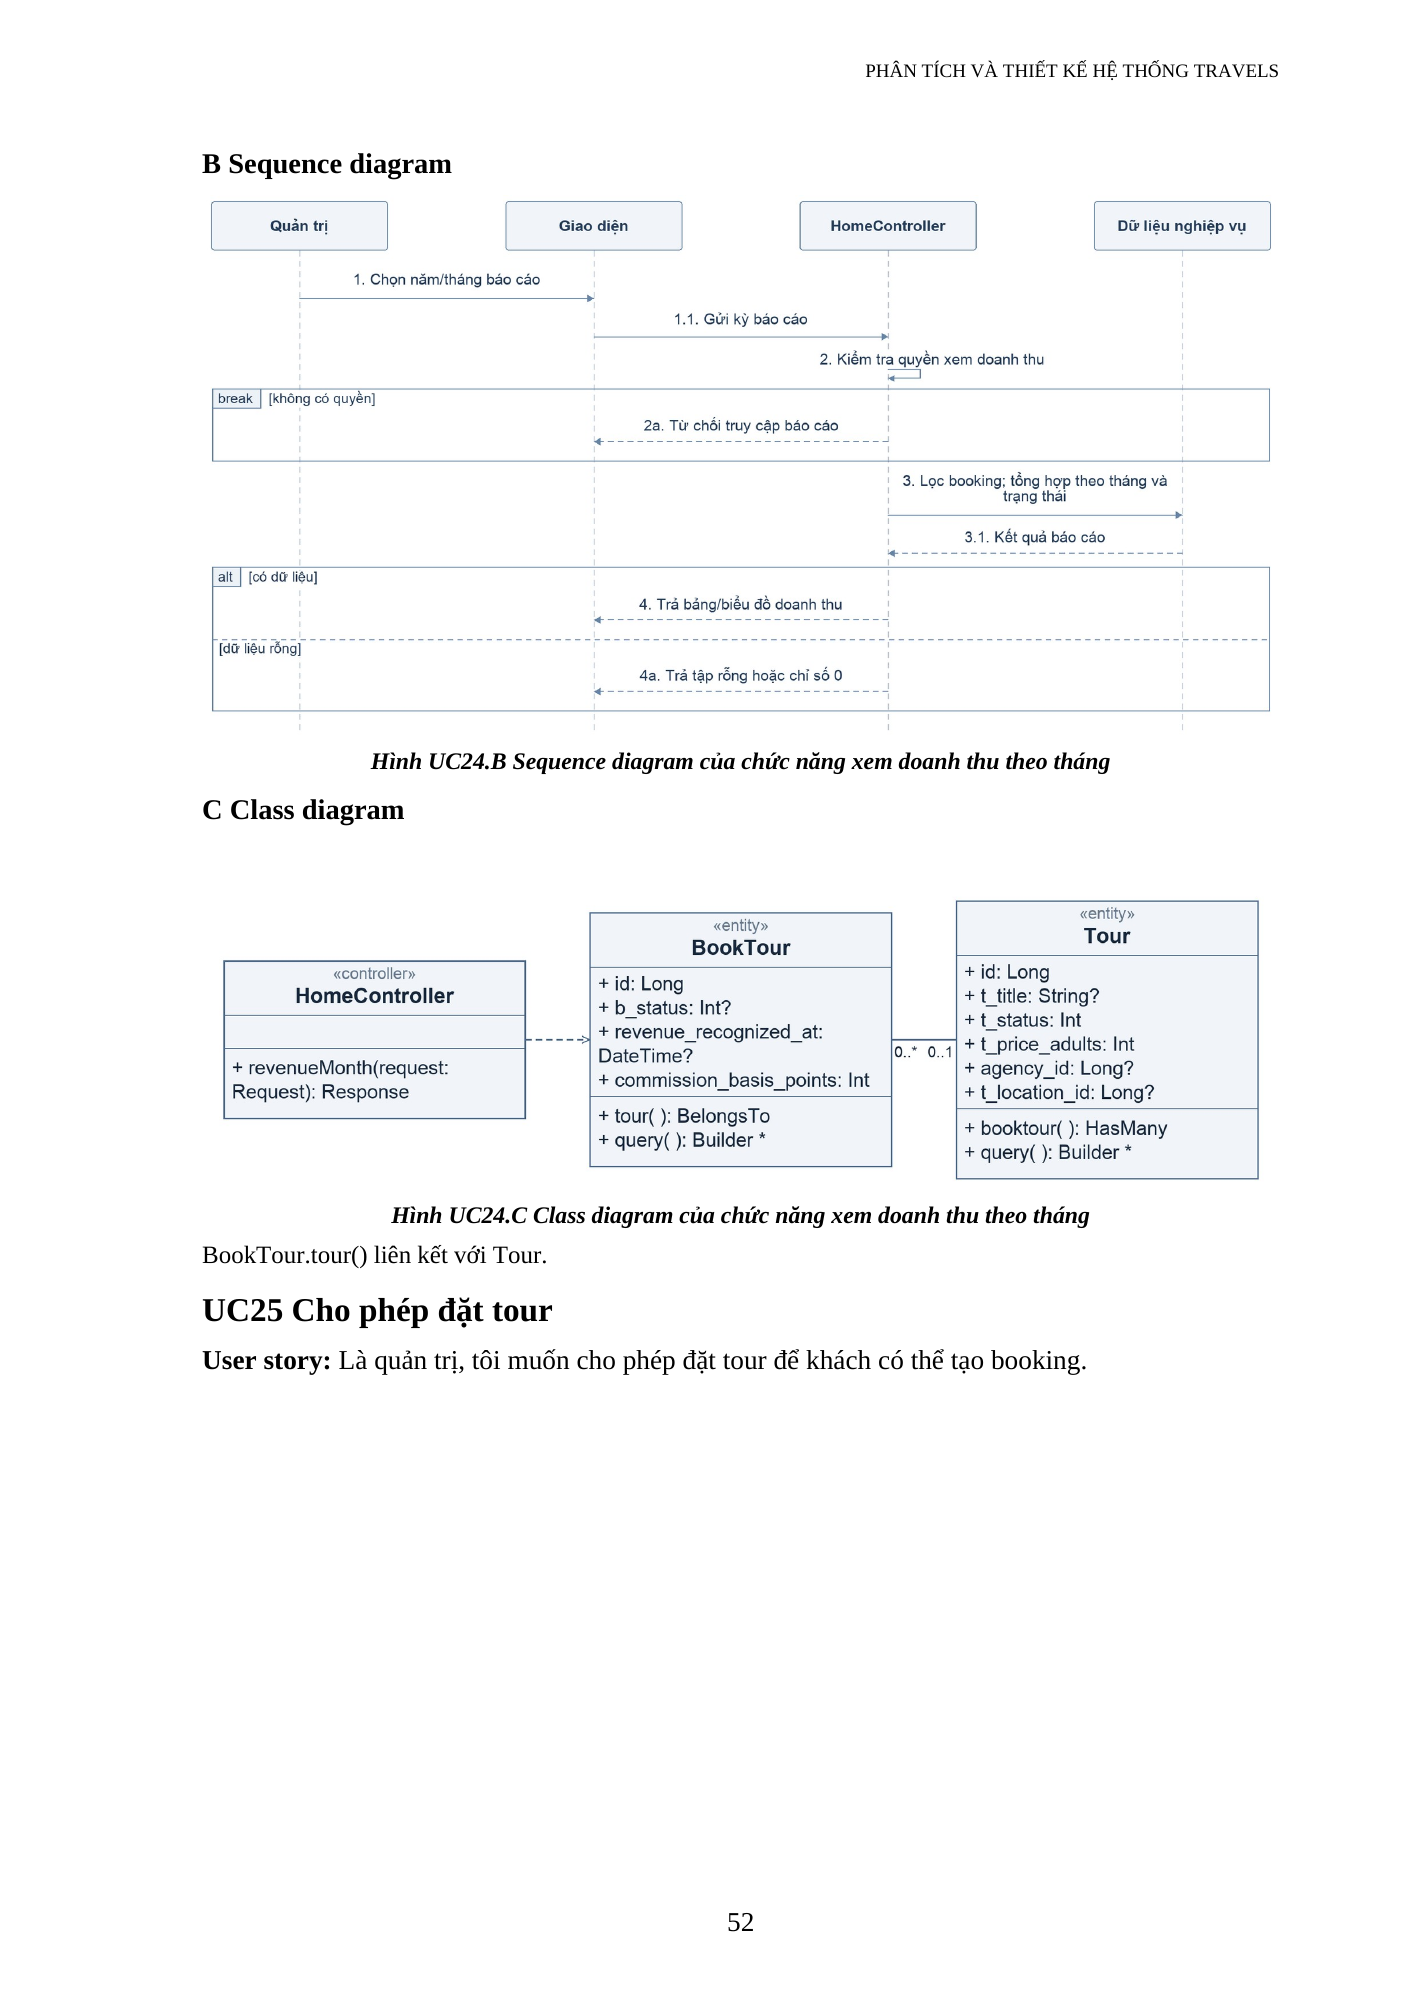 PHÂN TÍCH VÀ THIẾT KẾ HỆ THỐNG TRAVELS
B Sequence diagram
Quản trị
Giao diện
HomeController
Dữ liệu nghiệp vụ
1. Chọn năm/tháng báo cáo
1.1. Gửi kỳ báo cáo
2. Kiểm tra quyền xem doanh thu
break [không có quyền]
2a. Từ chối truy cập báo cáo
3. Lọc booking; tổng hợp theo tháng và
trạng thái
3.1. Kết quả báo cáo
alt [có dữ liệu]
4. Trả bảng/biểu đồ doanh thu
[dữ liệu rỗng]
4a. Trả tập rỗng hoặc chỉ số 0
Hình UC24.B Sequence diagram của chức năng xem doanh thu theo tháng
C Class diagram
«controller»
HomeController
+ revenueMonth(request:
Request): Response
«entity»
BookTour
+ id: Long
+ b_status: Int?
+ revenue_recognized_at:
DateTime?
+ commission_basis_points: Int
+ tour( ): BelongsTo
+ query( ): Builder *
0..* 0..1
«entity»
Tour
+ id: Long
+ t_title: String?
+ t_status: Int
+ t_price_adults: Int
+ agency_id: Long?
+ t_location_id: Long?
+ booktour( ): HasMany
+ query( ): Builder *
Hình UC24.C Class diagram của chức năng xem doanh thu theo tháng
BookTour.tour() liên kết với Tour.
UC25 Cho phép đặt tour
User story: Là quản trị, tôi muốn cho phép đặt tour để khách có thể tạo booking.
52